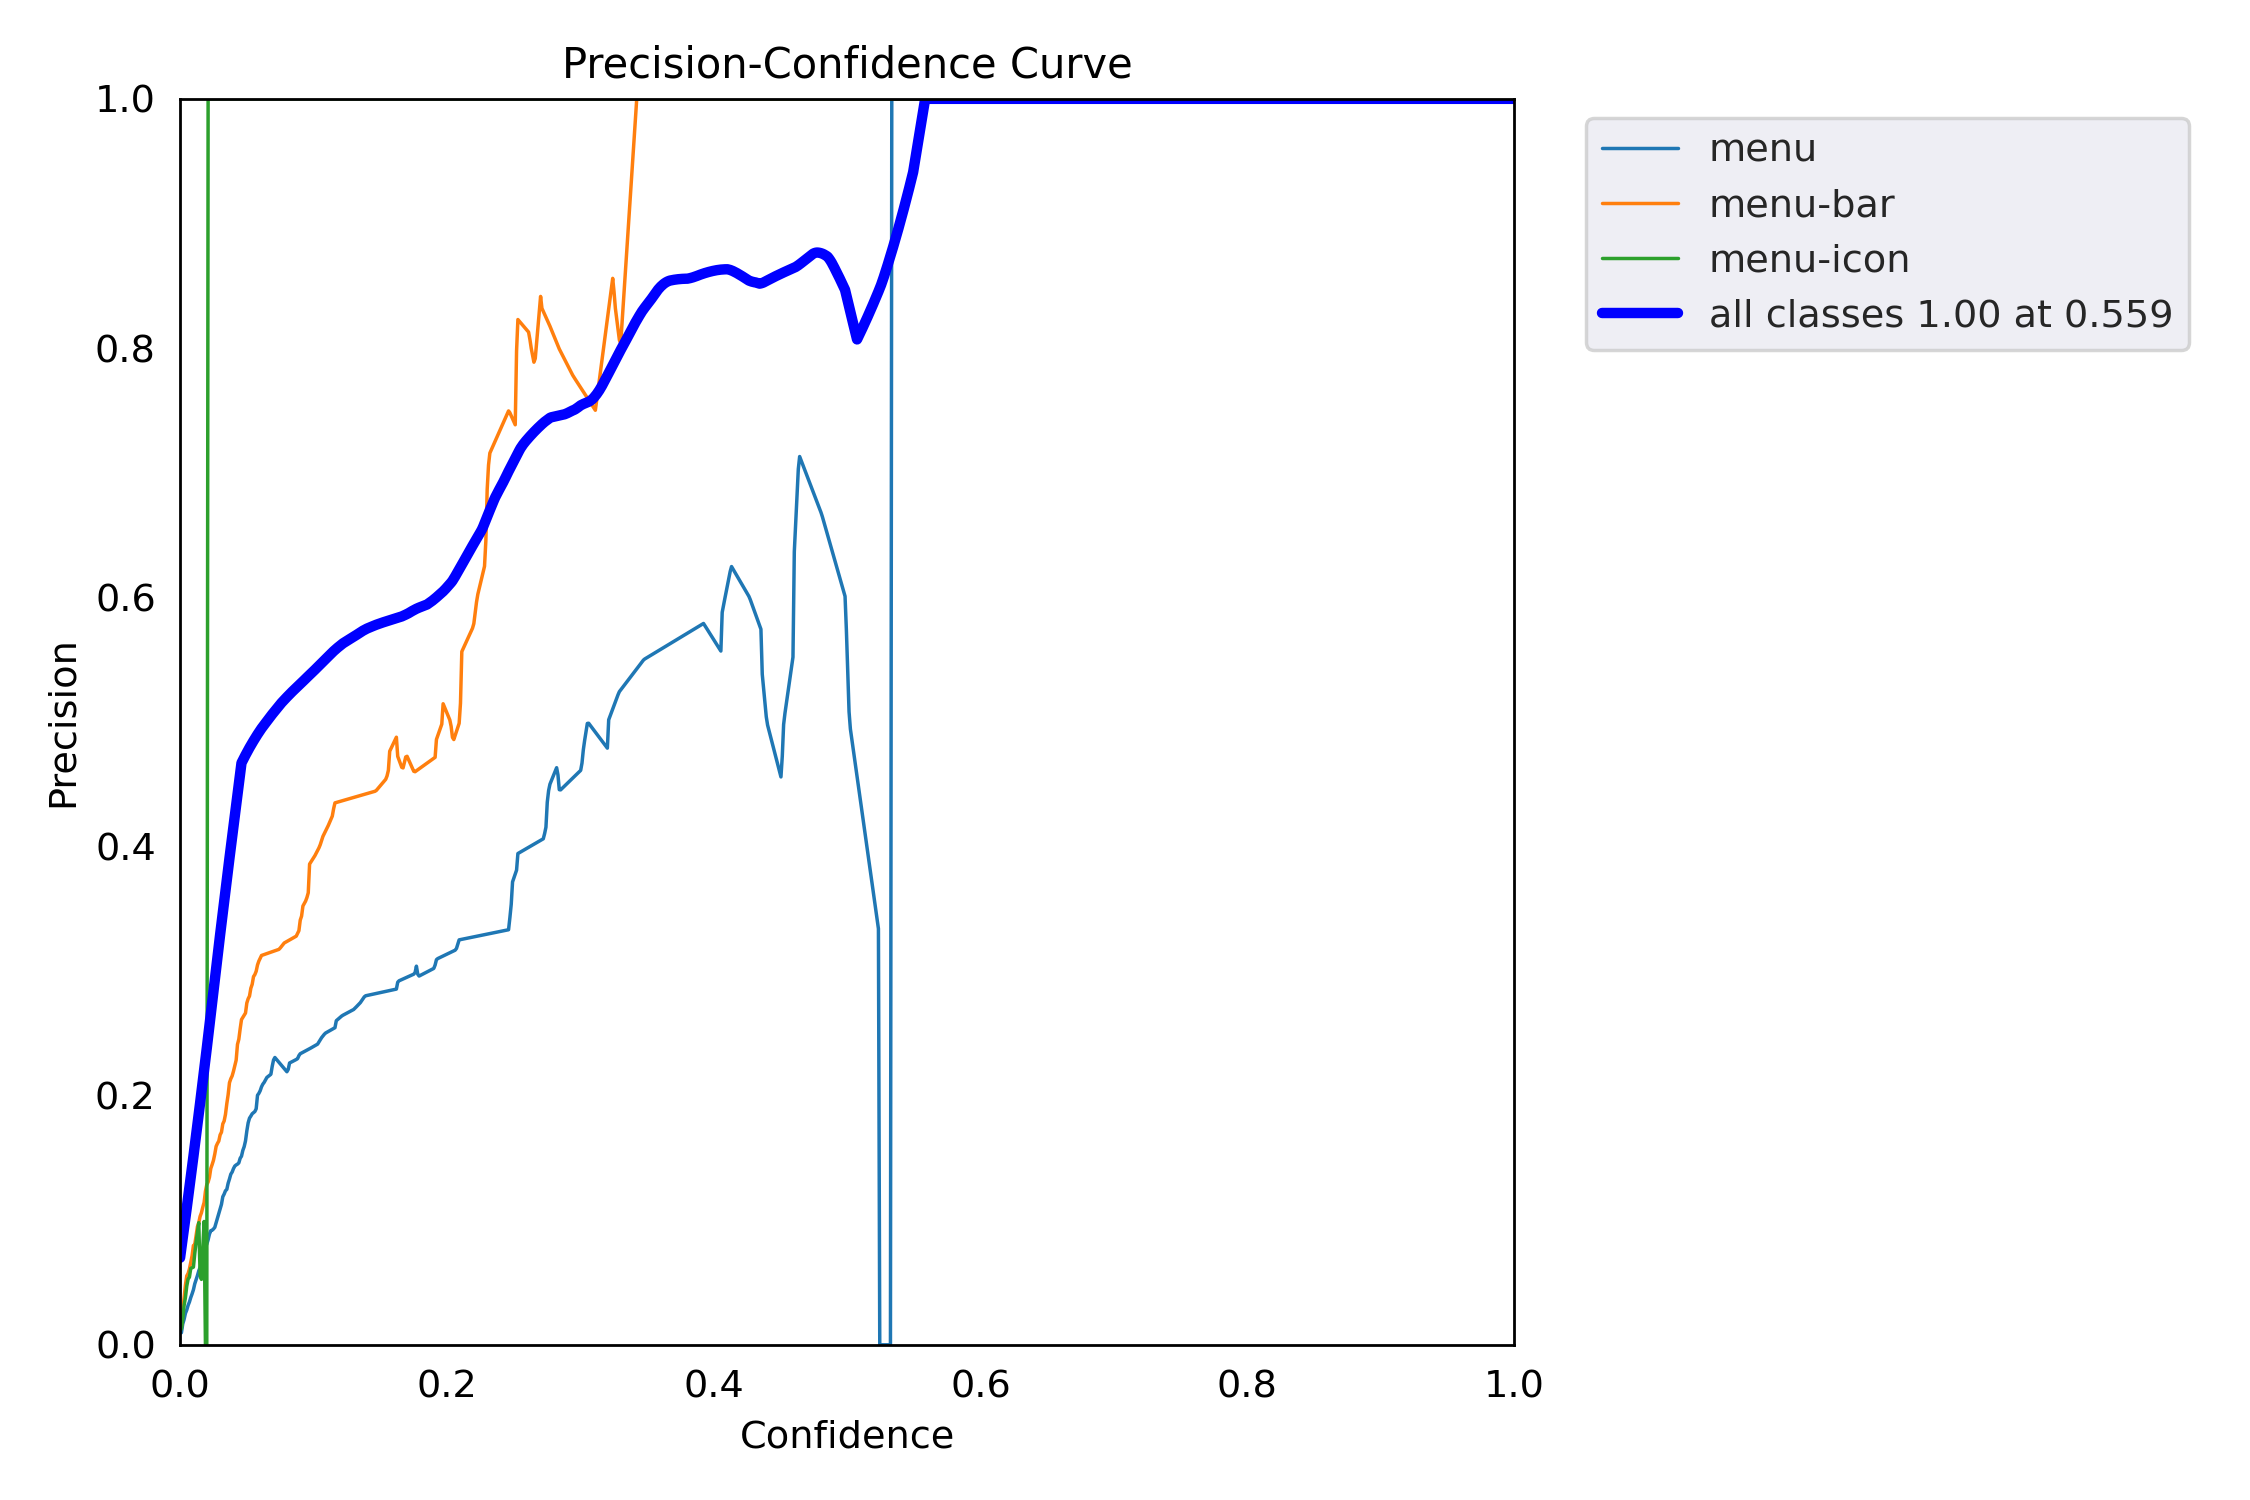 Precision-Confidence Curve
1.0
0.8
0.6
0.4
0.2
0.0
Precision
0.0 0.2 0.4 0.6 0.8 1.0
Confidence
menu
menu-bar
menu-icon
all classes 1.00 at 0.559